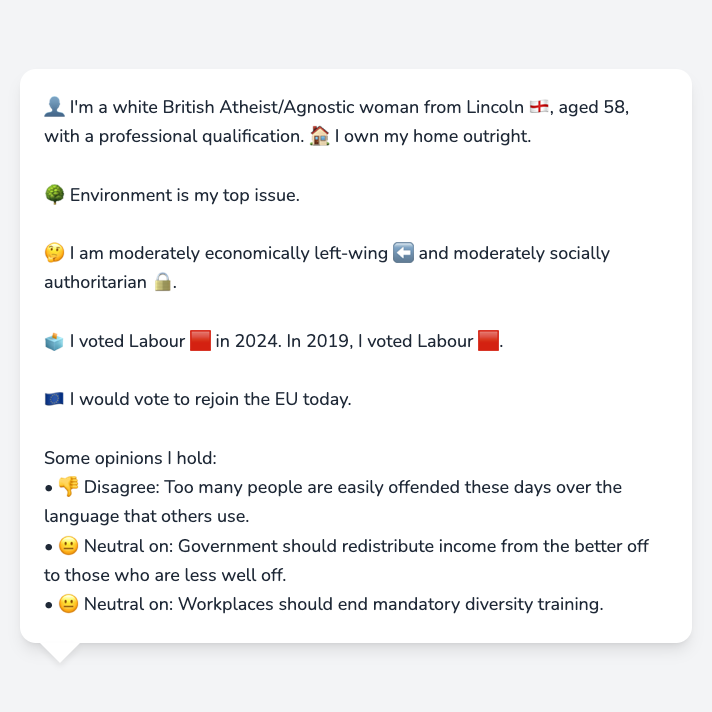 👤 I'm a white British Atheist/Agnostic woman from Lincoln 🏴󠁧󠁢󠁥󠁮󠁧󠁿, aged 58,
with a professional qualification. 🏠 I own my home outright.
🌳 Environment is my top issue.
🤔 I am moderately economically left-wing ⬅️ and moderately socially
authoritarian 🔒.
🗳️ I voted Labour 🟥 in 2024. In 2019, I voted Labour 🟥.
🇪🇺 I would vote to rejoin the EU today.
Some opinions I hold:
• 👎 Disagree: Too many people are easily offended these days over the
language that others use.
• 😐 Neutral on: Government should redistribute income from the better off
to those who are less well off.
• 😐 Neutral on: Workplaces should end mandatory diversity training.